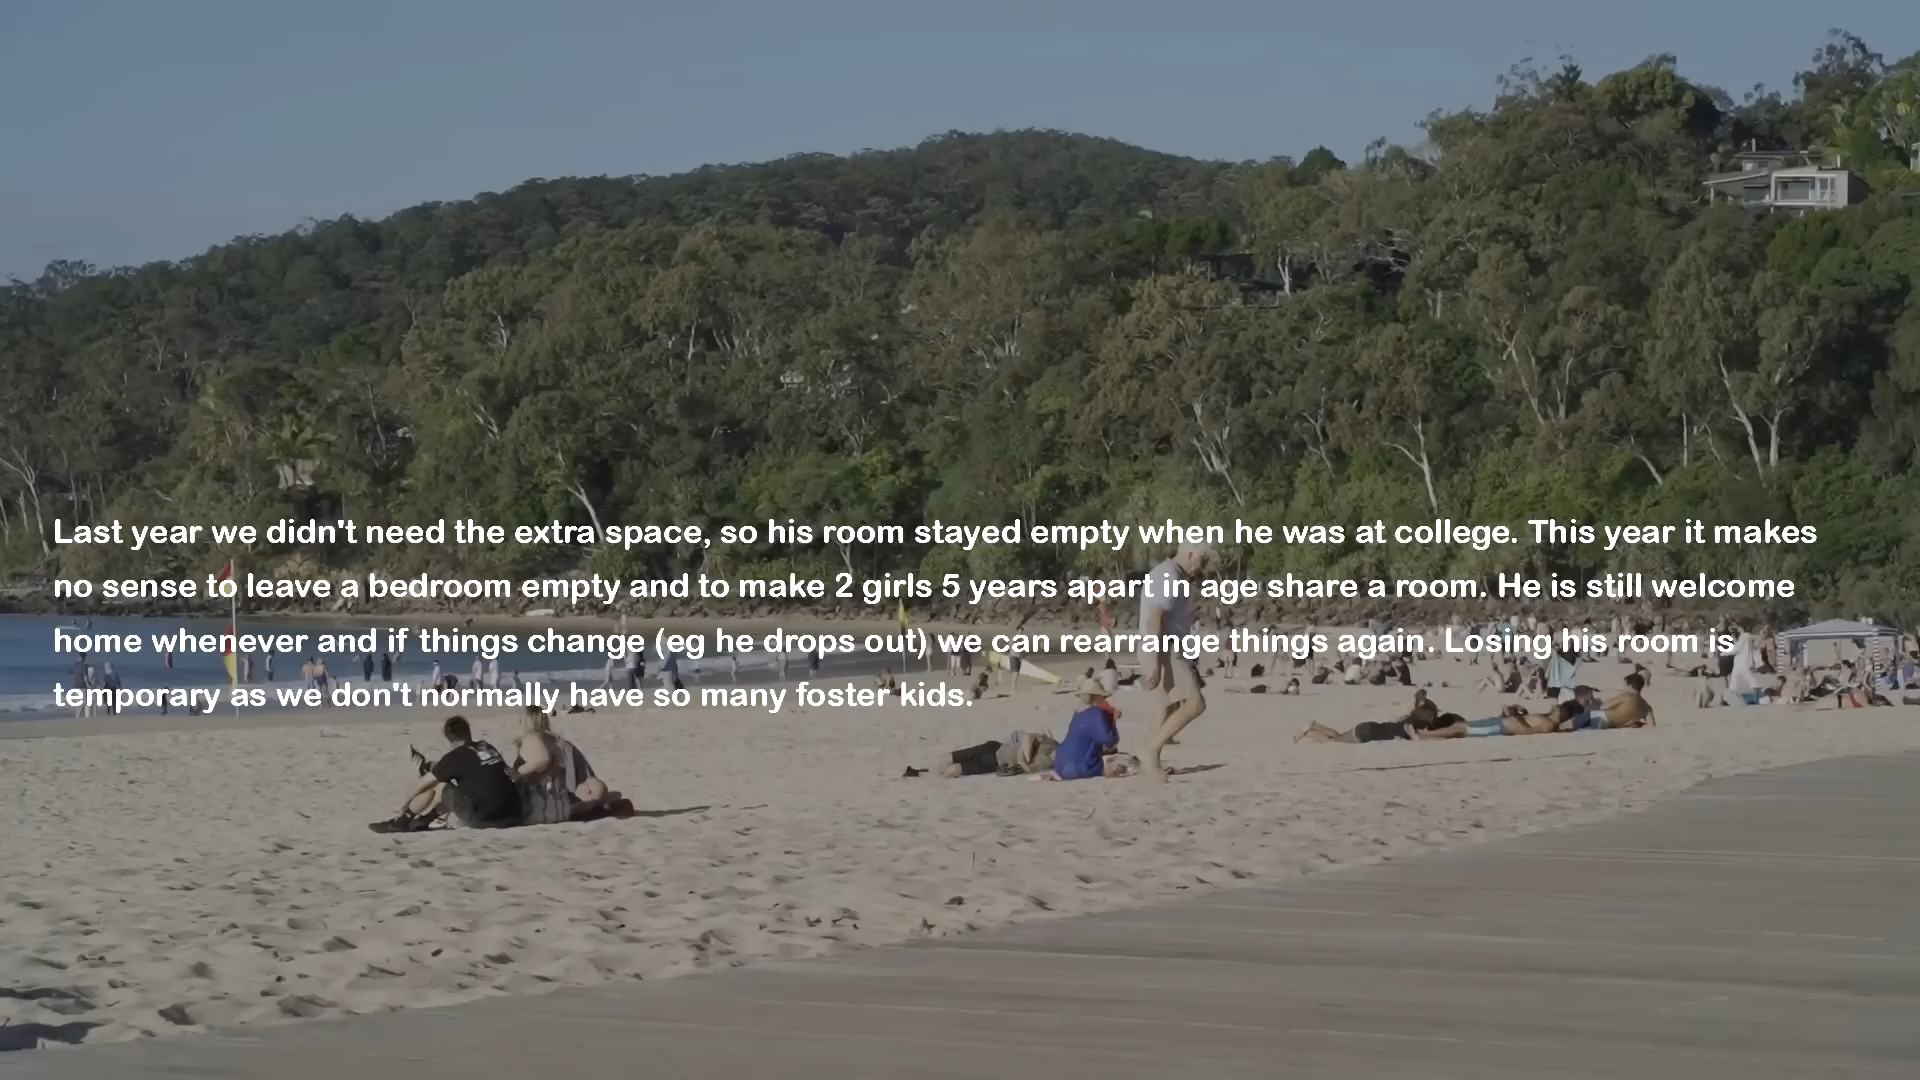 Last year we didn't need the extra space, so his room stayed empty when he was at college. This year it makes
no sense to leave a bedroom empty and to make 2 girls 5 years apart in age share a room. He is still welcome
home whenever and if things change (eg he drops out) we can rearrange things again. Losing his room is
temporary as we don't normally have so many foster kids.